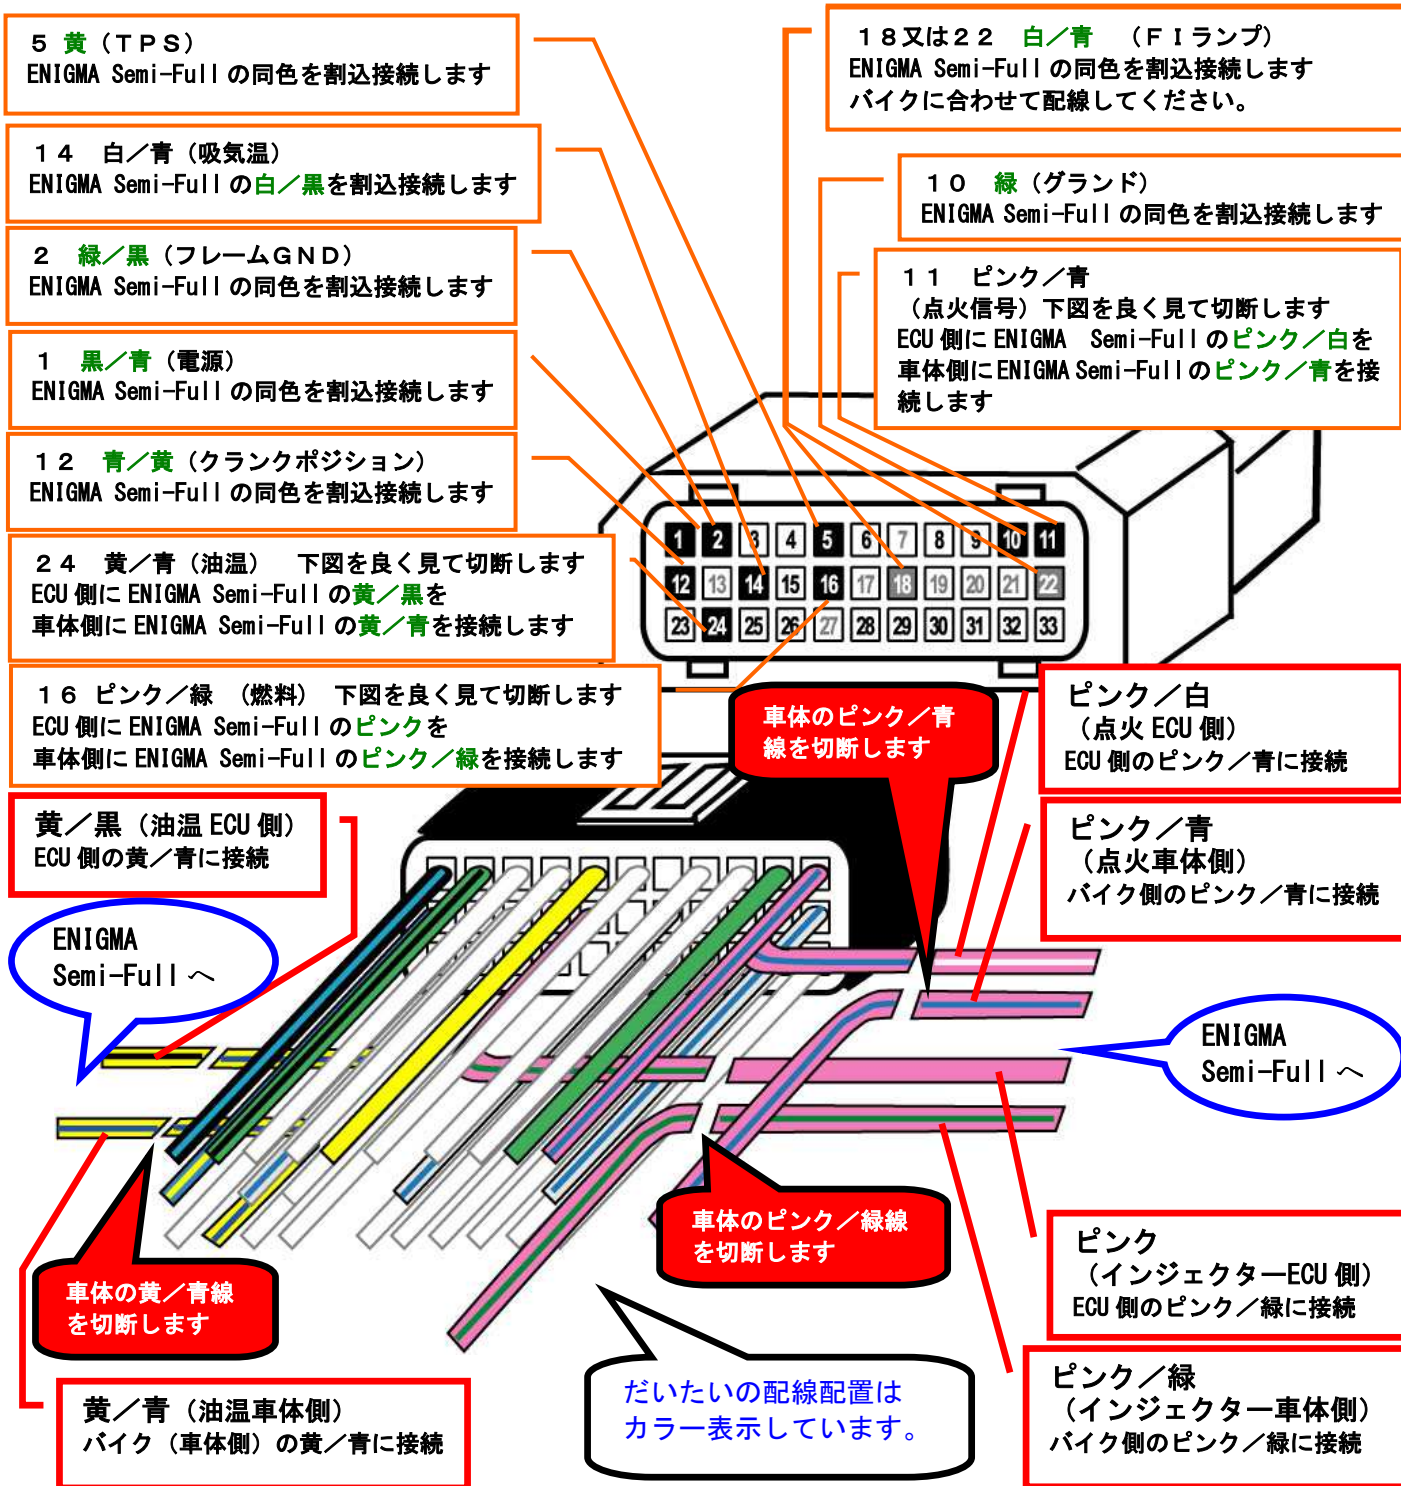 5 黄（ＴＰＳ）
ENIGMA Semi-Full の同色を割込接続します
１４　白／青（吸気温）
ENIGMA Semi-Full の白／黒を割込接続します
2　緑／黒（フレームＧＮＤ）
ENIGMA Semi-Full の同色を割込接続します
1　黒／青（電源）
ENIGMA Semi-Full の同色を割込接続します
１２　青／黄（クランクポジション）
ENIGMA Semi-Full の同色を割込接続します
２４　黄／青（油温）　下図を良く見て切断します
ECU 側に ENIGMA Semi-Full の黄／黒を
車体側に ENIGMA Semi-Full の黄／青を接続します
１６ ピンク／緑　（燃料）　下図を良く見て切断します
ECU 側に ENIGMA Semi-Full のピンクを
車体側に ENIGMA Semi-Full のピンク／緑を接続します
１８又は２２　白／青　（ＦＩランプ）
ENIGMA Semi-Full の同色を割込接続します
バイクに合わせて配線してください。
１０　緑（グランド）
ENIGMA Semi-Full の同色を割込接続します
１１　ピンク／青
（点火信号）下図を良く見て切断します
ECU 側に ENIGMA　Semi-Full のピンク／白を
車体側に ENIGMA Semi-Full のピンク／青を接
続します
1 2 3 4 5 6 7 8 9 10 11
12 13 14 15 16 17 18 19 20 21 22
23 24 25 26 27 28 29 30 31 32 33
車体のピンク／青
線を切断します
ピンク／白
（点火 ECU 側）
ECU 側のピンク／青に接続
ピンク／青
（点火車体側）
バイク側のピンク／青に接続
黄／黒（油温 ECU 側）
ECU 側の黄／青に接続
ENIGMA
Semi-Full へ
ENIGMA
Semi-Full へ
車体のピンク／緑線
を切断します
車体の黄／青線
を切断します
ピンク
（インジェクターECU 側）
ECU 側のピンク／緑に接続
ピンク／緑
（インジェクター車体側）
バイク側のピンク／緑に接続
だいたいの配線配置は
カラー表示しています。
黄／青（油温車体側）
バイク（車体側）の黄／青に接続